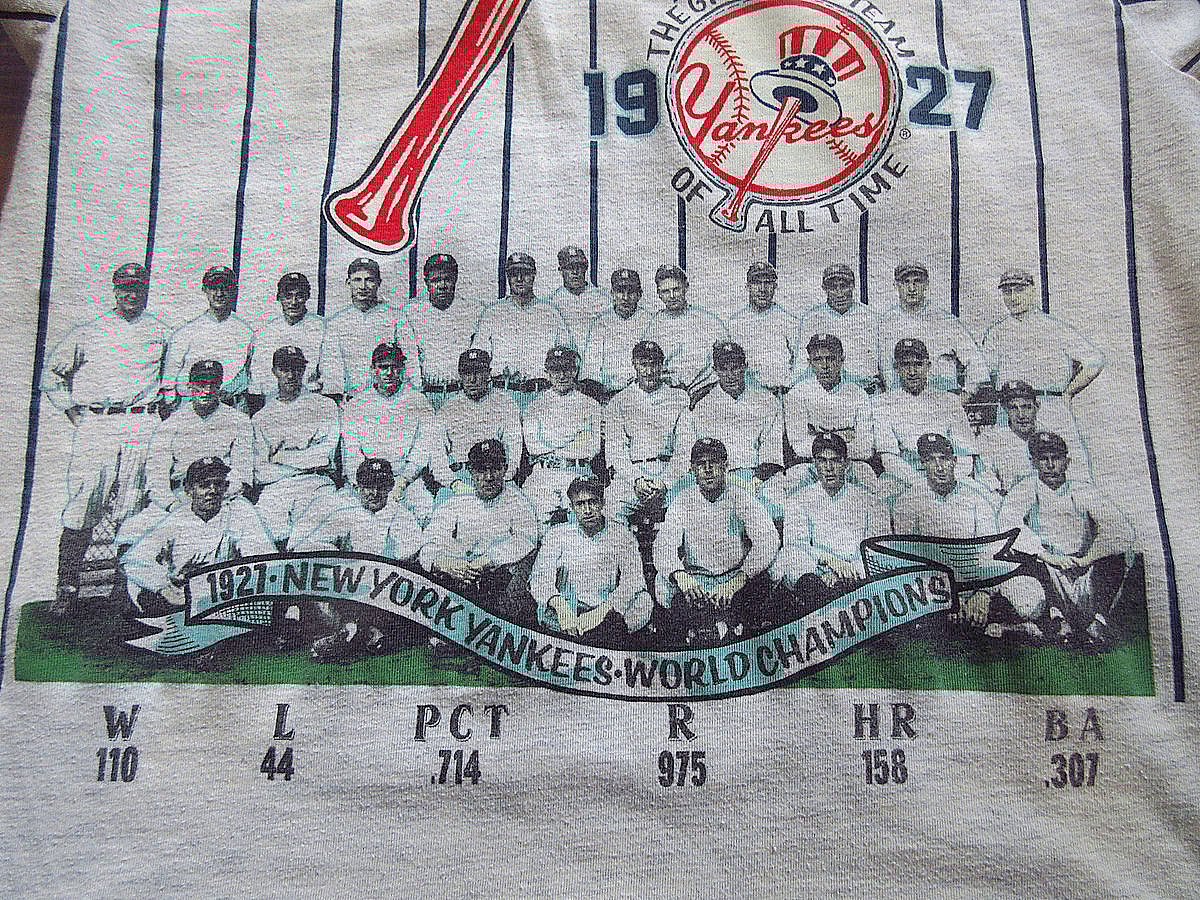 THE G TEAM
19 Yankees ® 27
OF ALL TIME
1927·NEW YORK YANKEES·WORLD CHAMPIONS
W L PCT R HR BA
110 44 .714 975 158 .307